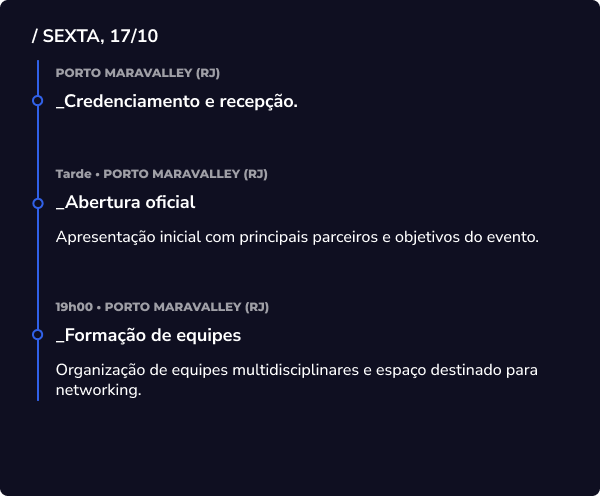 / SEXTA, 17/10
PORTO MARAVALLEY (RJ)
_Credenciamento e recepção.
Tarde • PORTO MARAVALLEY (RJ)
_Abertura oficial
Apresentação inicial com principais parceiros e objetivos do evento.
19h00 • PORTO MARAVALLEY (RJ)
_Formação de equipes
Organização de equipes multidisciplinares e espaço destinado para
networking.